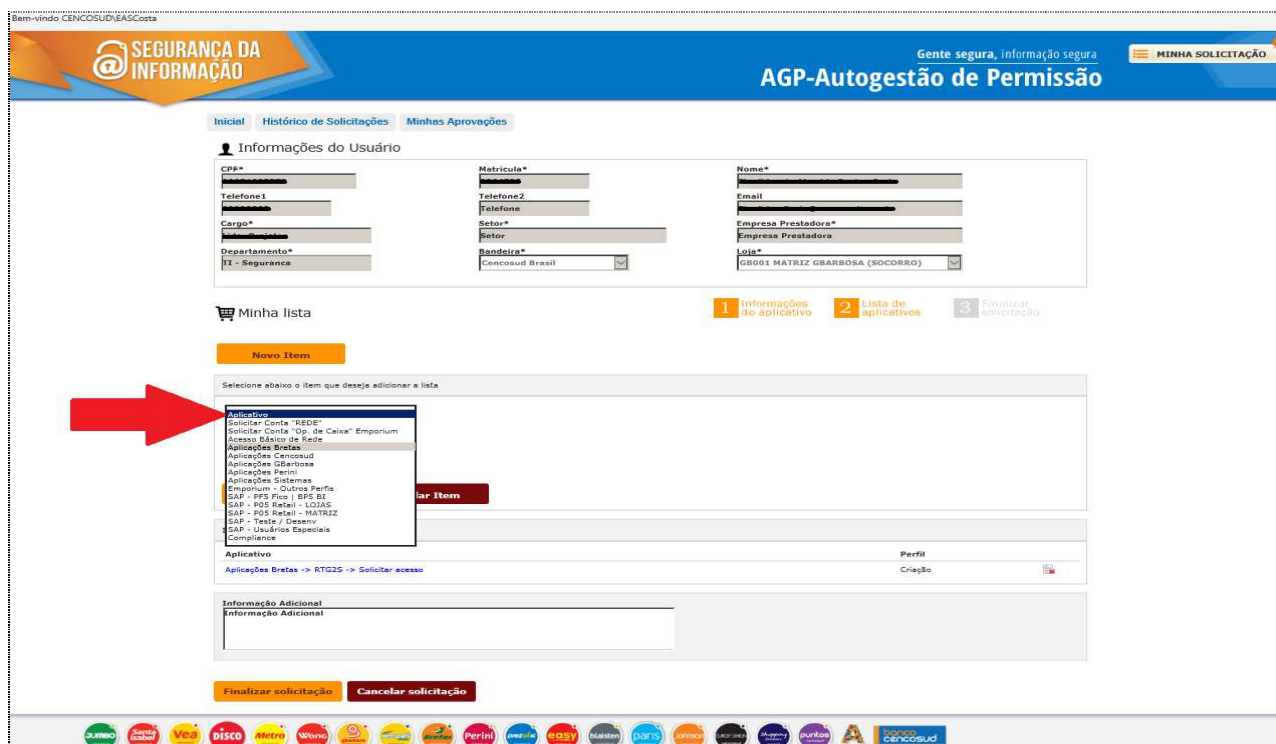 Bem-vindo CENCOSUD\EASCosta
SEGURANÇA DA
INFORMAÇÃO
Gente segura, informação segura
AGP-Autogestão de Permissão
MINHA SOLICITAÇÃO
Inicial Histórico de Solicitações Minhas Aprovações
Informações do Usuário
CPF* Matrícula* Nome*
Telefone1 Telefone2 Email
Telefone
Cargo* Setor* Empresa Prestadora*
Setor Empresa Prestadora
Departamento* Bandeira* Loja*
TI - Seguranca Cencosud Brasil GB001 MATRIZ GBARBOSA (SOCORRO)
Minha lista
1 Informações do aplicativo 2 Lista de aplicativos 3 Finalizar solicitação
Novo Item
Selecione abaixo o item que deseja adicionar a lista
Aplicativo
Solicitar Conta "REDE"
Solicitar Conta "Op. de Caixa" Emporium
Acesso Básico de Rede
Aplicações Bretas
Aplicações Cencosud
Aplicações GBarbosa
Aplicações Perini
Aplicações Sistemas
Emporium - Outros Perfis
SAP - PFS Fico | BPS BI
SAP - P05 Retail - LOJAS
SAP - P05 Retail - MATRIZ
SAP - Teste / Desenv
SAP - Usuários Especiais
Compliance
lar Item
Aplicativo Perfil
Aplicações Bretas -> RTG2S -> Solicitar acesso Criação
Informação Adicional
Informação Adicional
Finalizar solicitação Cancelar solicitação
JUMBO Santa Isabel Vea DISCO Metro Wong Bretas Perini easy blaisten paris Johnson Shopping puntos banco cencosud